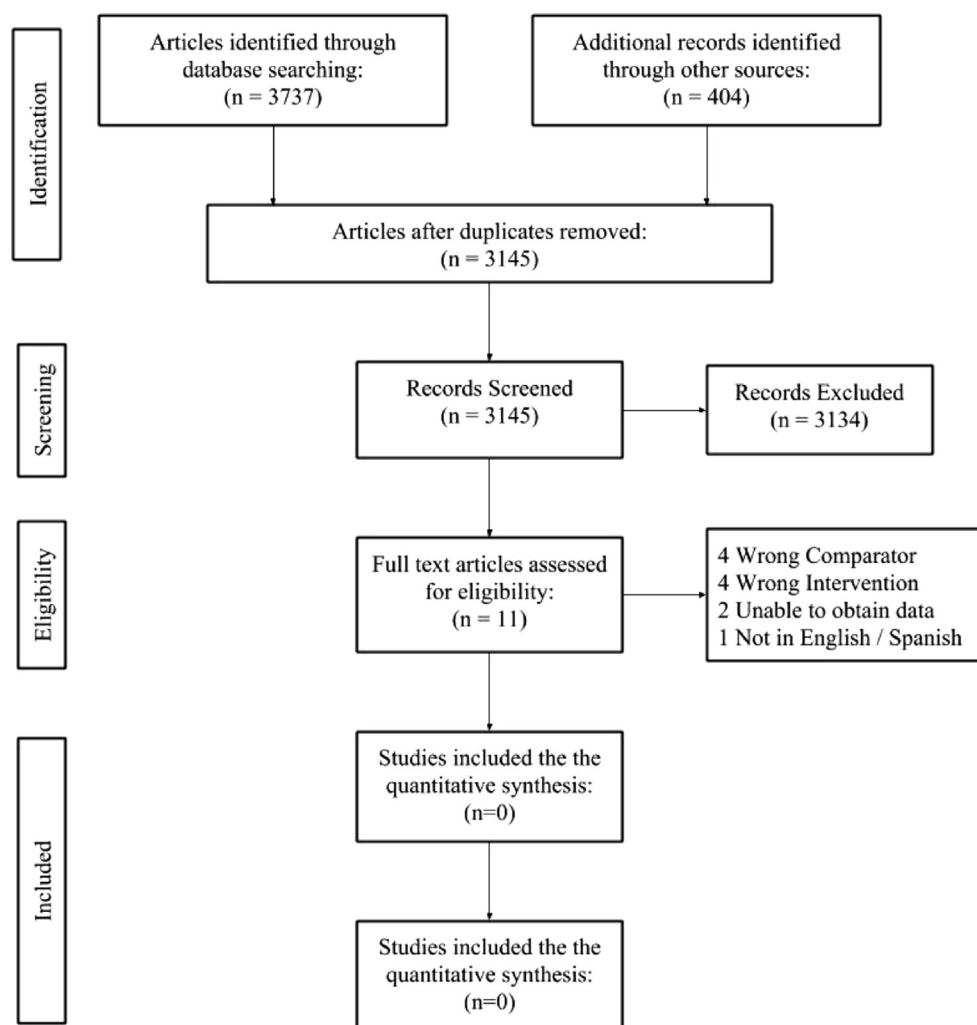 Identification
Articles identified through
database searching:
(n = 3737)
Additional records identified
through other sources:
(n = 404)
Articles after duplicates removed:
(n = 3145)
Screening
Records Screened
(n = 3145)
Records Excluded
(n = 3134)
Eligibility
Full text articles assessed
for eligibility:
(n = 11)
4 Wrong Comparator
4 Wrong Intervention
2 Unable to obtain data
1 Not in English / Spanish
Included
Studies included the the
quantitative synthesis:
(n=0)
Studies included the the
quantitative synthesis:
(n=0)